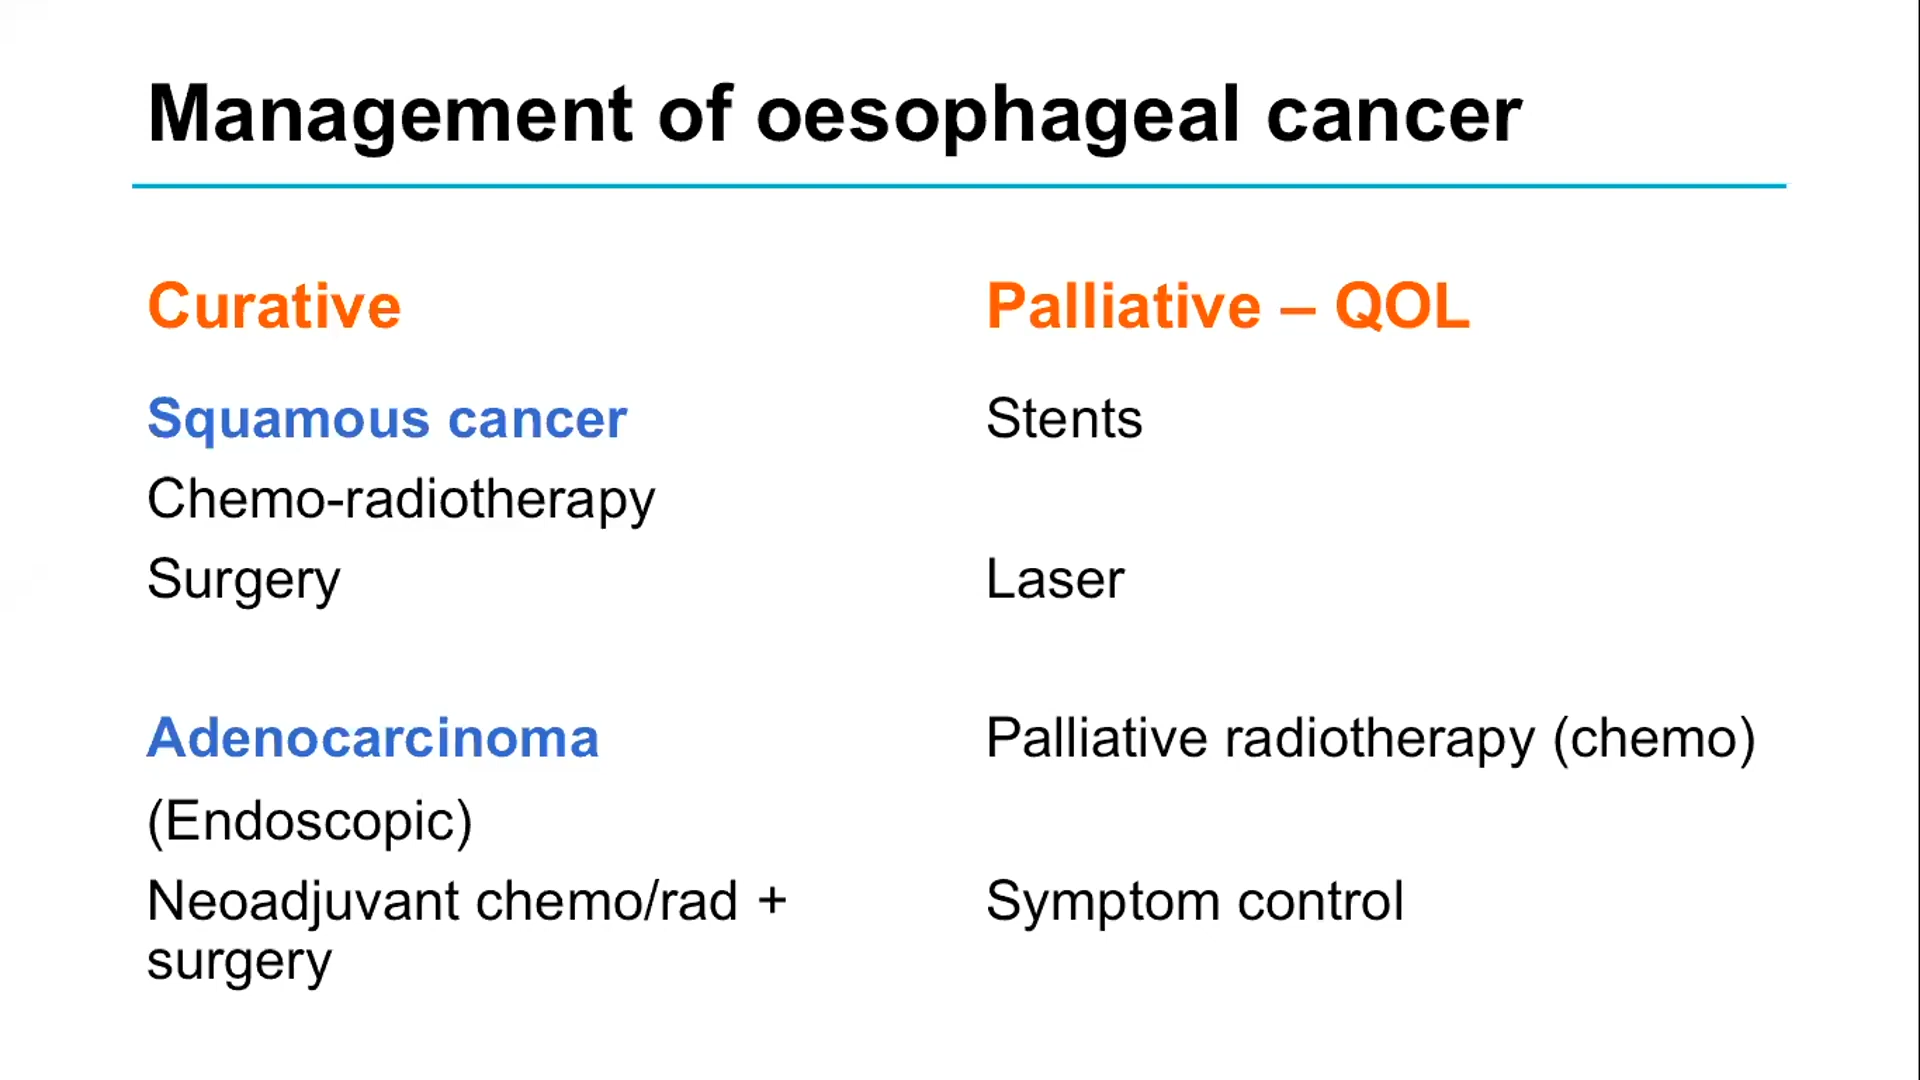 Management of oesophageal cancer
Curative
Squamous cancer
Chemo-radiotherapy
Surgery
Adenocarcinoma
(Endoscopic)
Neoadjuvant chemo/rad +
surgery
Palliative – QOL
Stents
Laser
Palliative radiotherapy (chemo)
Symptom control